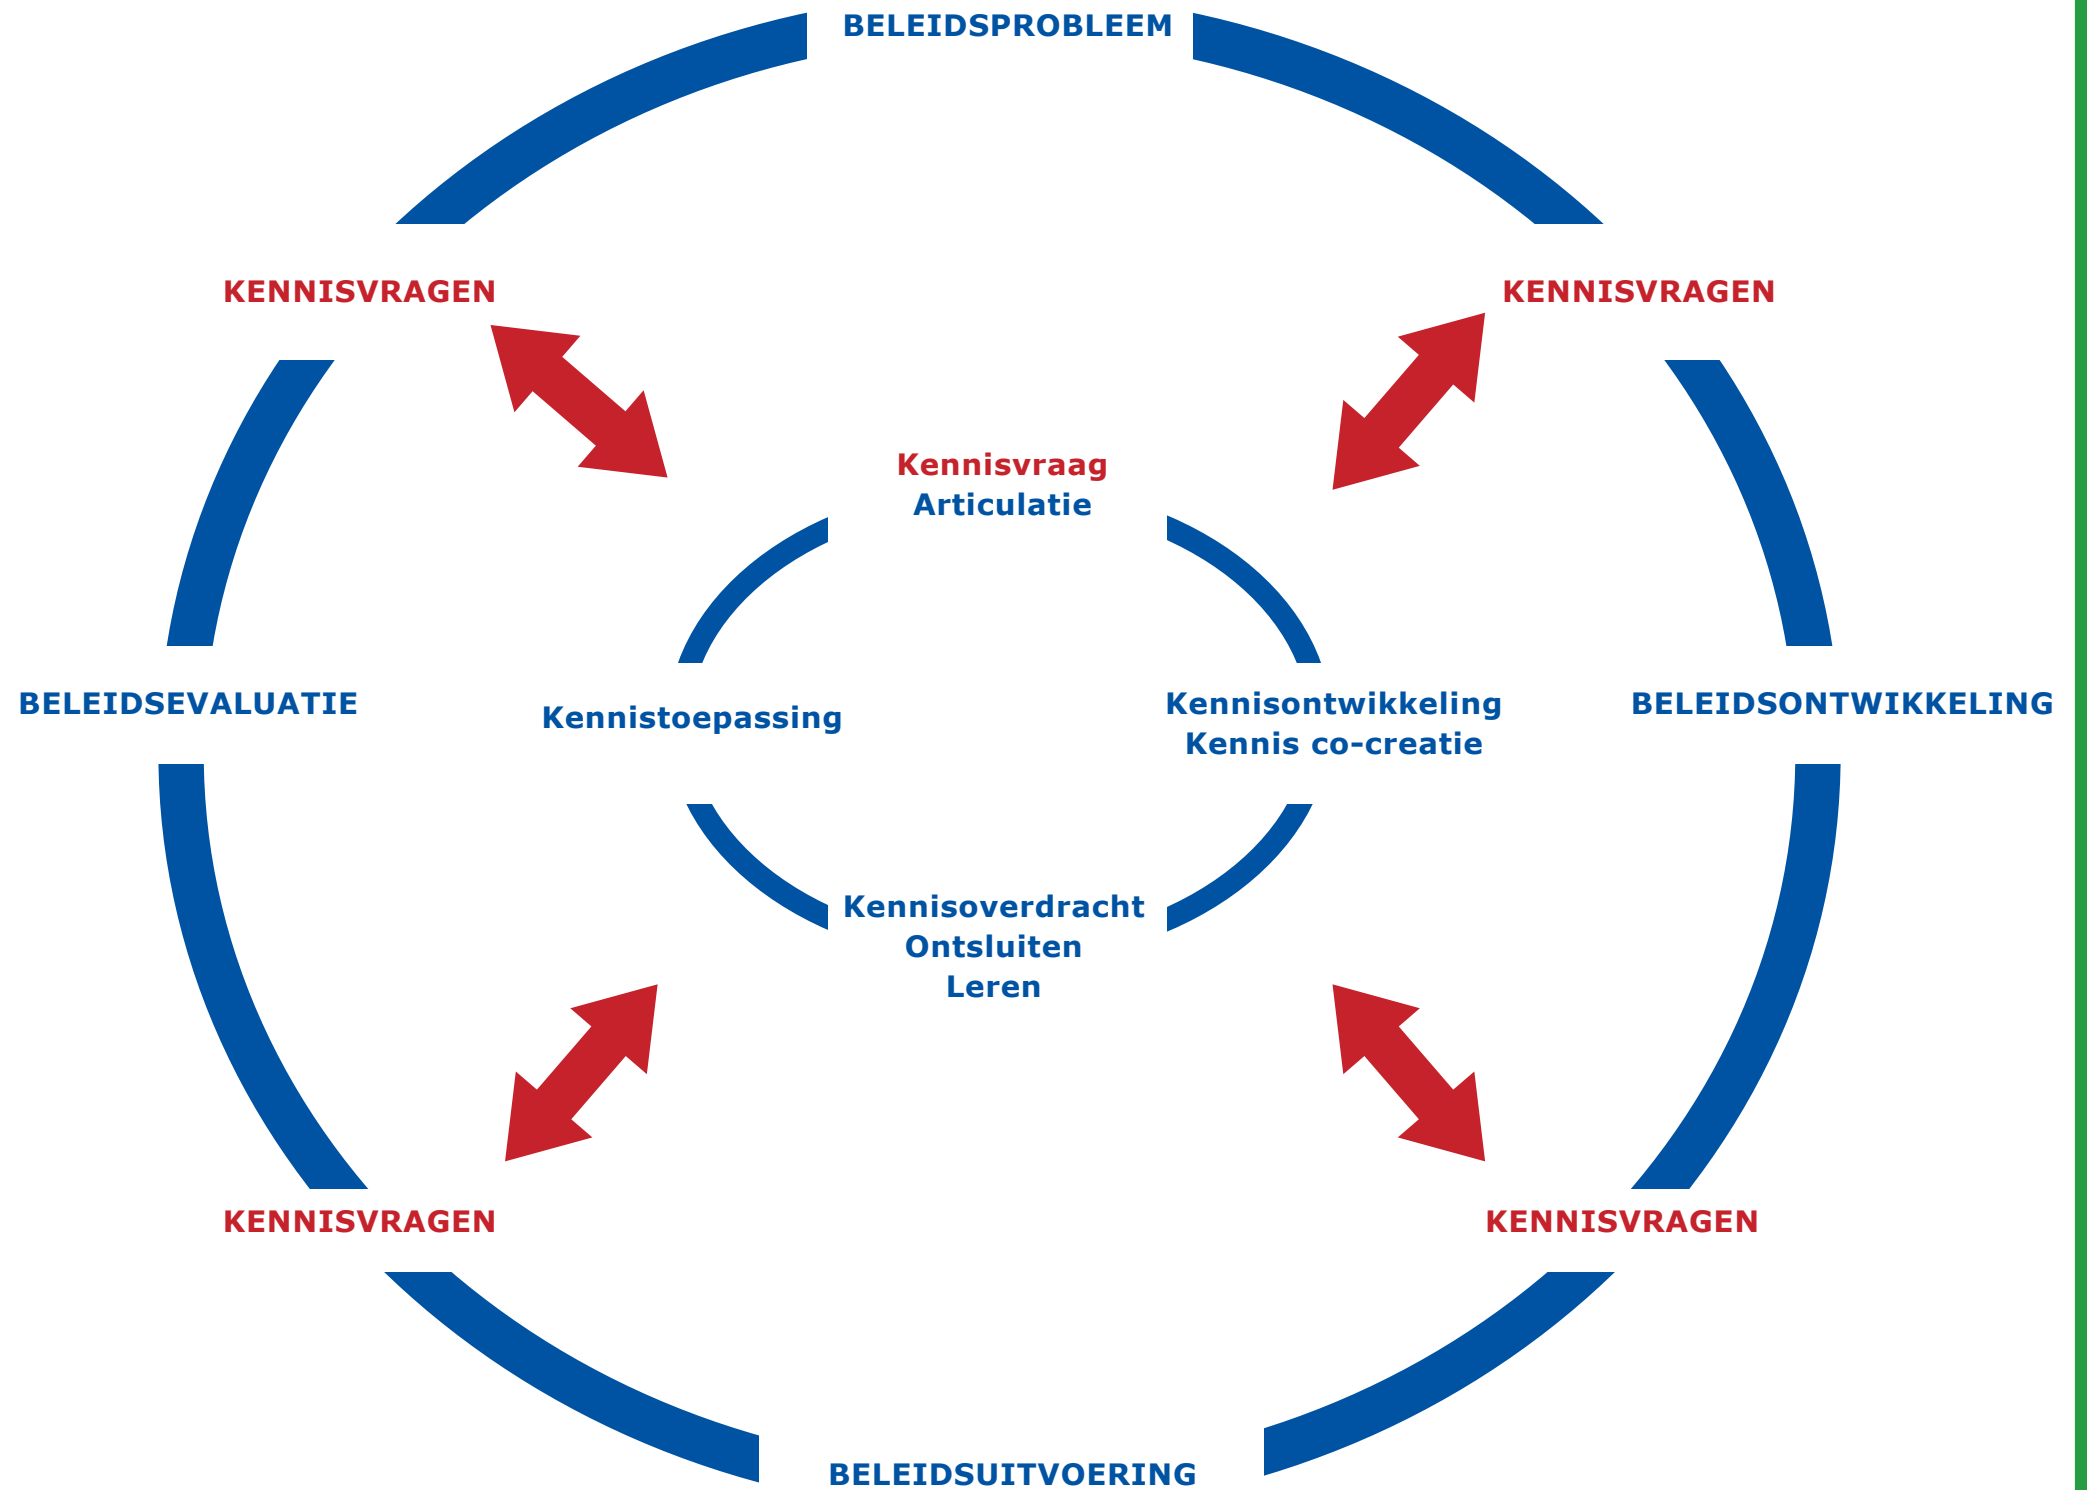 BELEIDSPROBLEEM
KENNISVRAGEN
KENNISVRAGEN
Kennisvraag
Articulatie
BELEIDSEVALUATIE
Kennistoepassing
Kennisontwikkeling
Kennis co-creatie
BELEIDSONTWIKKELING
Kennisoverdracht
Ontsluiten
Leren
KENNISVRAGEN
KENNISVRAGEN
BELEIDSUITVOERING